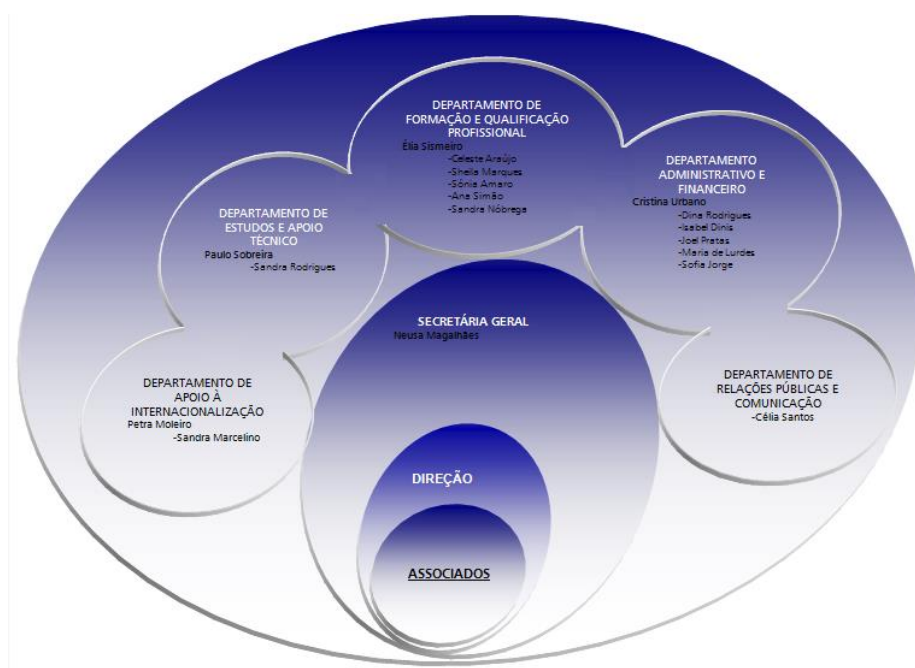 DEPARTAMENTO DE
FORMAÇÃO E QUALIFICAÇÃO
PROFISSIONAL
Élia Sismeiro
-Celeste Araújo
-Sheila Marques
-Sónia Amaro
-Ana Simão
-Sandra Nóbrega
DEPARTAMENTO
ADMINISTRATIVO E
FINANCEIRO
Cristina Urbano
-Dina Rodrigues
-Isabel Dinis
-Joel Pratas
-Maria de Lurdes
-Sofia Jorge
DEPARTAMENTO DE
ESTUDOS E APOIO
TÉCNICO
Paulo Sobreira
-Sandra Rodrigues
SECRETÁRIA GERAL
Neusa Magalhães
DEPARTAMENTO DE
APOIO À
INTERNACIONALIZAÇÃO
Petra Moleiro
-Sandra Marcelino
DEPARTAMENTO DE
RELAÇÕES PÚBLICAS E
COMUNICAÇÃO
-Célia Santos
DIREÇÃO
ASSOCIADOS